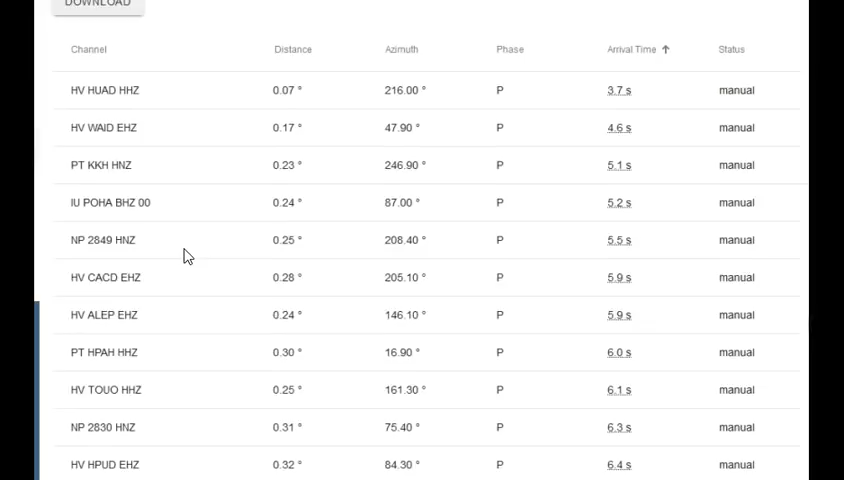 DOWNLOAD
Channel Distance Azimuth Phase Arrival Time ↑ Status
HV HUAD HHZ 0.07 ° 216.00 ° P 3.7 s manual
HV WAID EHZ 0.17 ° 47.90 ° P 4.6 s manual
PT KKH HNZ 0.23 ° 246.90 ° P 5.1 s manual
IU POHA BHZ 00 0.24 ° 87.00 ° P 5.2 s manual
NP 2849 HNZ 0.25 ° 208.40 ° P 5.5 s manual
HV CACD EHZ 0.28 ° 205.10 ° P 5.9 s manual
HV ALEP EHZ 0.24 ° 146.10 ° P 5.9 s manual
PT HPAH HHZ 0.30 ° 16.90 ° P 6.0 s manual
HV TOUO HHZ 0.25 ° 161.30 ° P 6.1 s manual
NP 2830 HNZ 0.31 ° 75.40 ° P 6.3 s manual
HV HPUD EHZ 0.32 ° 84.30 ° P 6.4 s manual